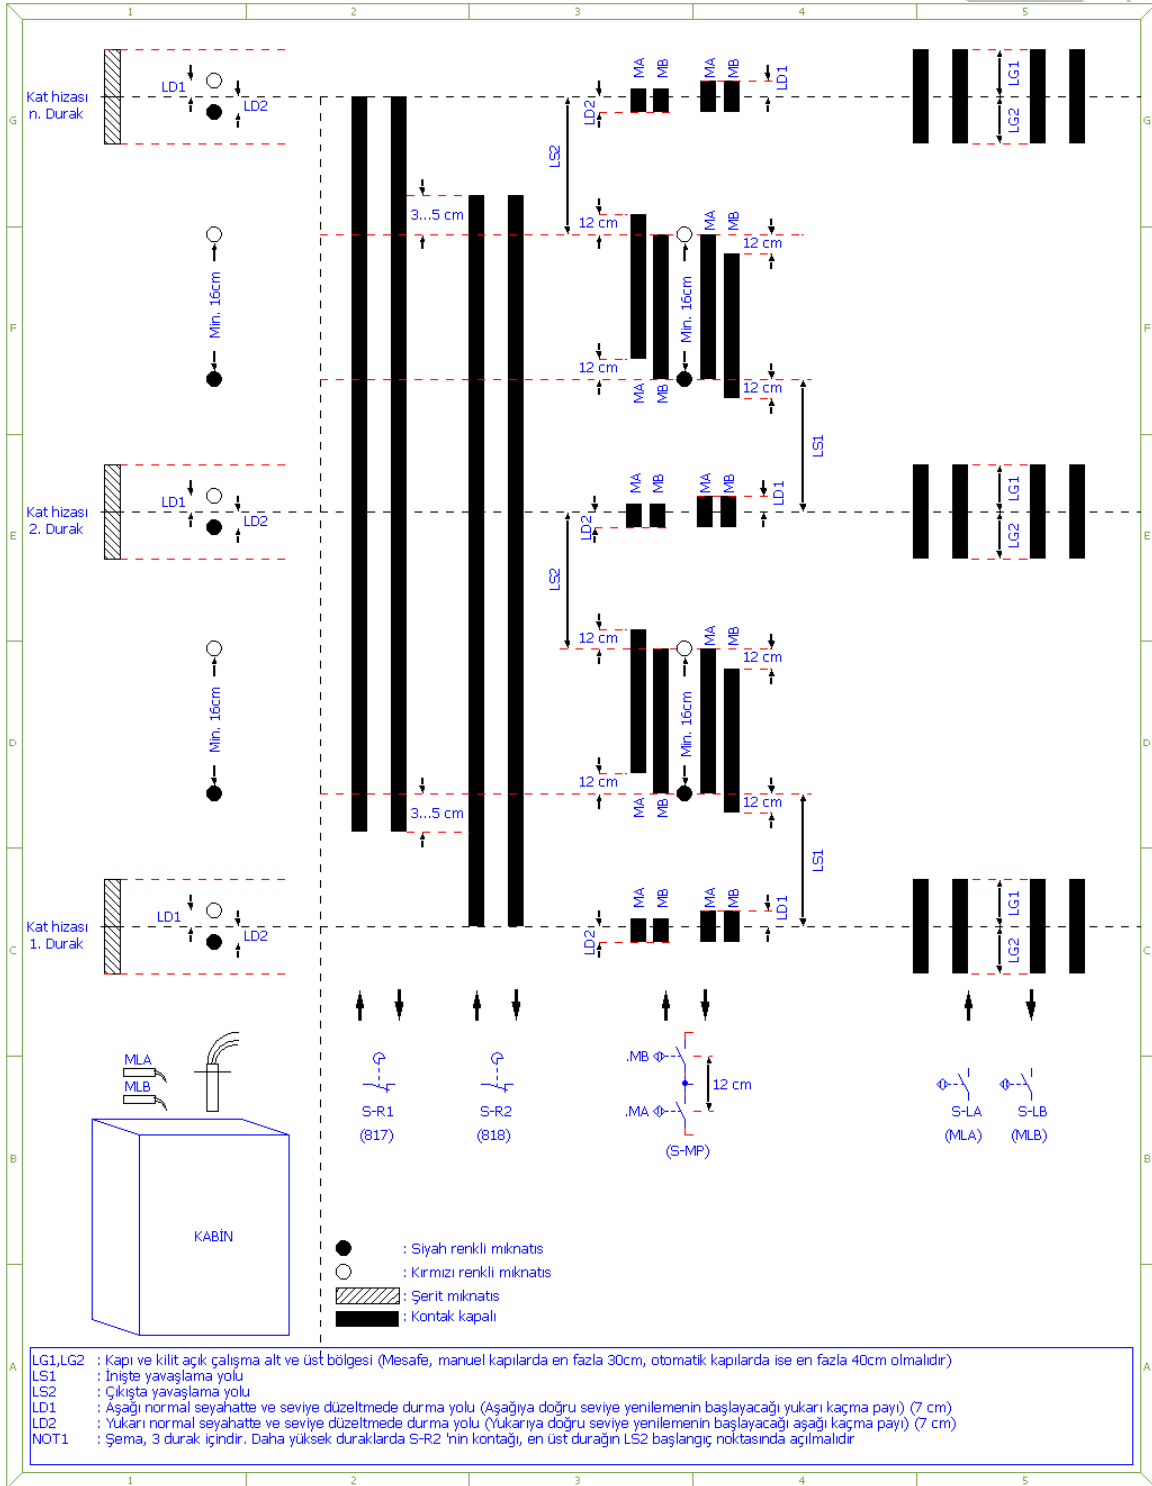 1 2 3 4 5
G
F
E
D
C
B
A
Kat hizası
n. Durak
LD1
LD2
LD2
MA
MB
MA
MB
LD1
LG1
LG2
LS2
3...5 cm
12 cm
MA
MB
12 cm
Min. 16cm
Min. 16cm
12 cm
MA
MB
12 cm
LS1
Kat hizası
2. Durak
LD1
LD2
LD2
MA
MB
MA
MB
LD1
LG1
LG2
LS2
12 cm
MA
MB
12 cm
Min. 16cm
Min. 16cm
12 cm
MA
MB
12 cm
3...5 cm
LS1
Kat hizası
1. Durak
LD1
LD2
LD2
MA
MB
MA
MB
LD1
LG1
LG2
MLA
MLB
KABİN
S-R1
(817)
S-R2
(818)
.MB
.MA
12 cm
(S-MP)
S-LA
(MLA)
S-LB
(MLB)
: Siyah renkli mıknatıs
: Kırmızı renkli mıknatıs
: Şerit mıknatıs
: Kontak kapalı
LG1,LG2 : Kapı ve kilit açık çalışma alt ve üst bölgesi (Mesafe, manuel kapılarda en fazla 30cm, otomatik kapılarda ise en fazla 40cm olmalıdır)
LS1 : İnişte yavaşlama yolu
LS2 : Çıkışta yavaşlama yolu
LD1 : Aşağı normal seyahatte ve seviye düzeltmede durma yolu (Aşağıya doğru seviye yenilemenin başlayacağı yukarı kaçma payı) (7 cm)
LD2 : Yukarı normal seyahatte ve seviye düzeltmede durma yolu (Yukarıya doğru seviye yenilemenin başlayacağı aşağı kaçma payı) (7 cm)
NOT1 : Şema, 3 durak içindir. Daha yüksek duraklarda S-R2 'nin kontağı, en üst durağın LS2 başlangıç noktasında açılmalıdır
1 2 3 4 5
G
F
E
D
C
B
A